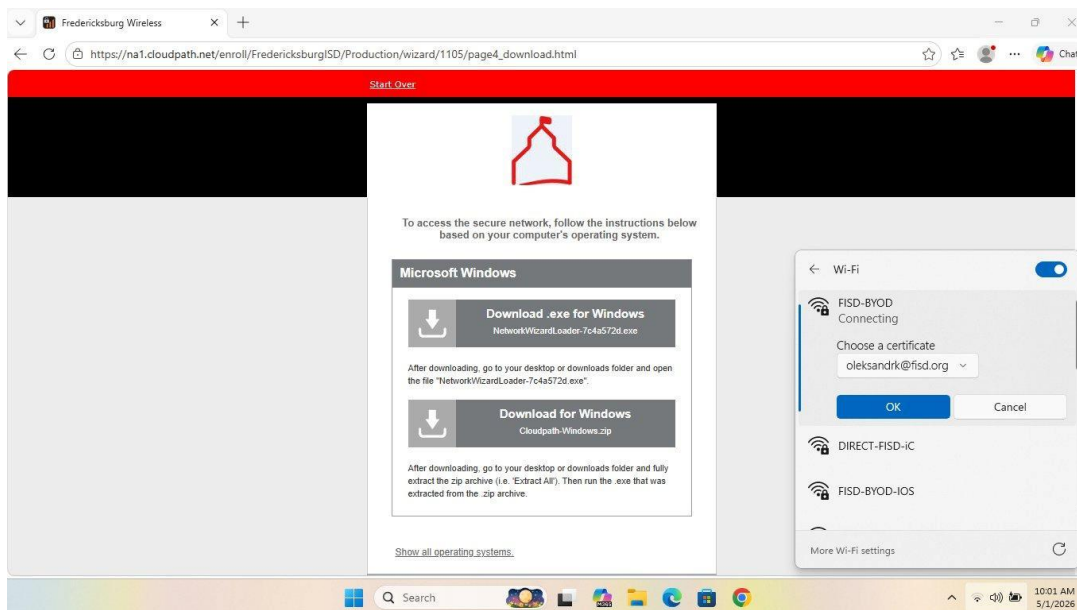 Fredericksburg Wireless
https://na1.cloudpath.net/enroll/FredericksburgISD/Production/wizard/1105/page4_download.html
Chat
Start Over
To access the secure network, follow the instructions below
based on your computer's operating system.
Microsoft Windows
Download .exe for Windows
NetworkWizardLoader-7c4a572d.exe
After downloading, go to your desktop or downloads folder and open
the file "NetworkWizardLoader-7c4a572d.exe".
Download for Windows
Cloudpath-Windows.zip
After downloading, go to your desktop or downloads folder and fully
extract the zip archive (i.e. 'Extract All'). Then run the .exe that was
extracted from the .zip archive.
Show all operating systems.
Wi-Fi
FISD-BYOD
Connecting
Choose a certificate
oleksandrk@fisd.org
OK Cancel
DIRECT-FISD-iC
FISD-BYOD-IOS
More Wi-Fi settings
Search
10:01 AM
5/1/2026